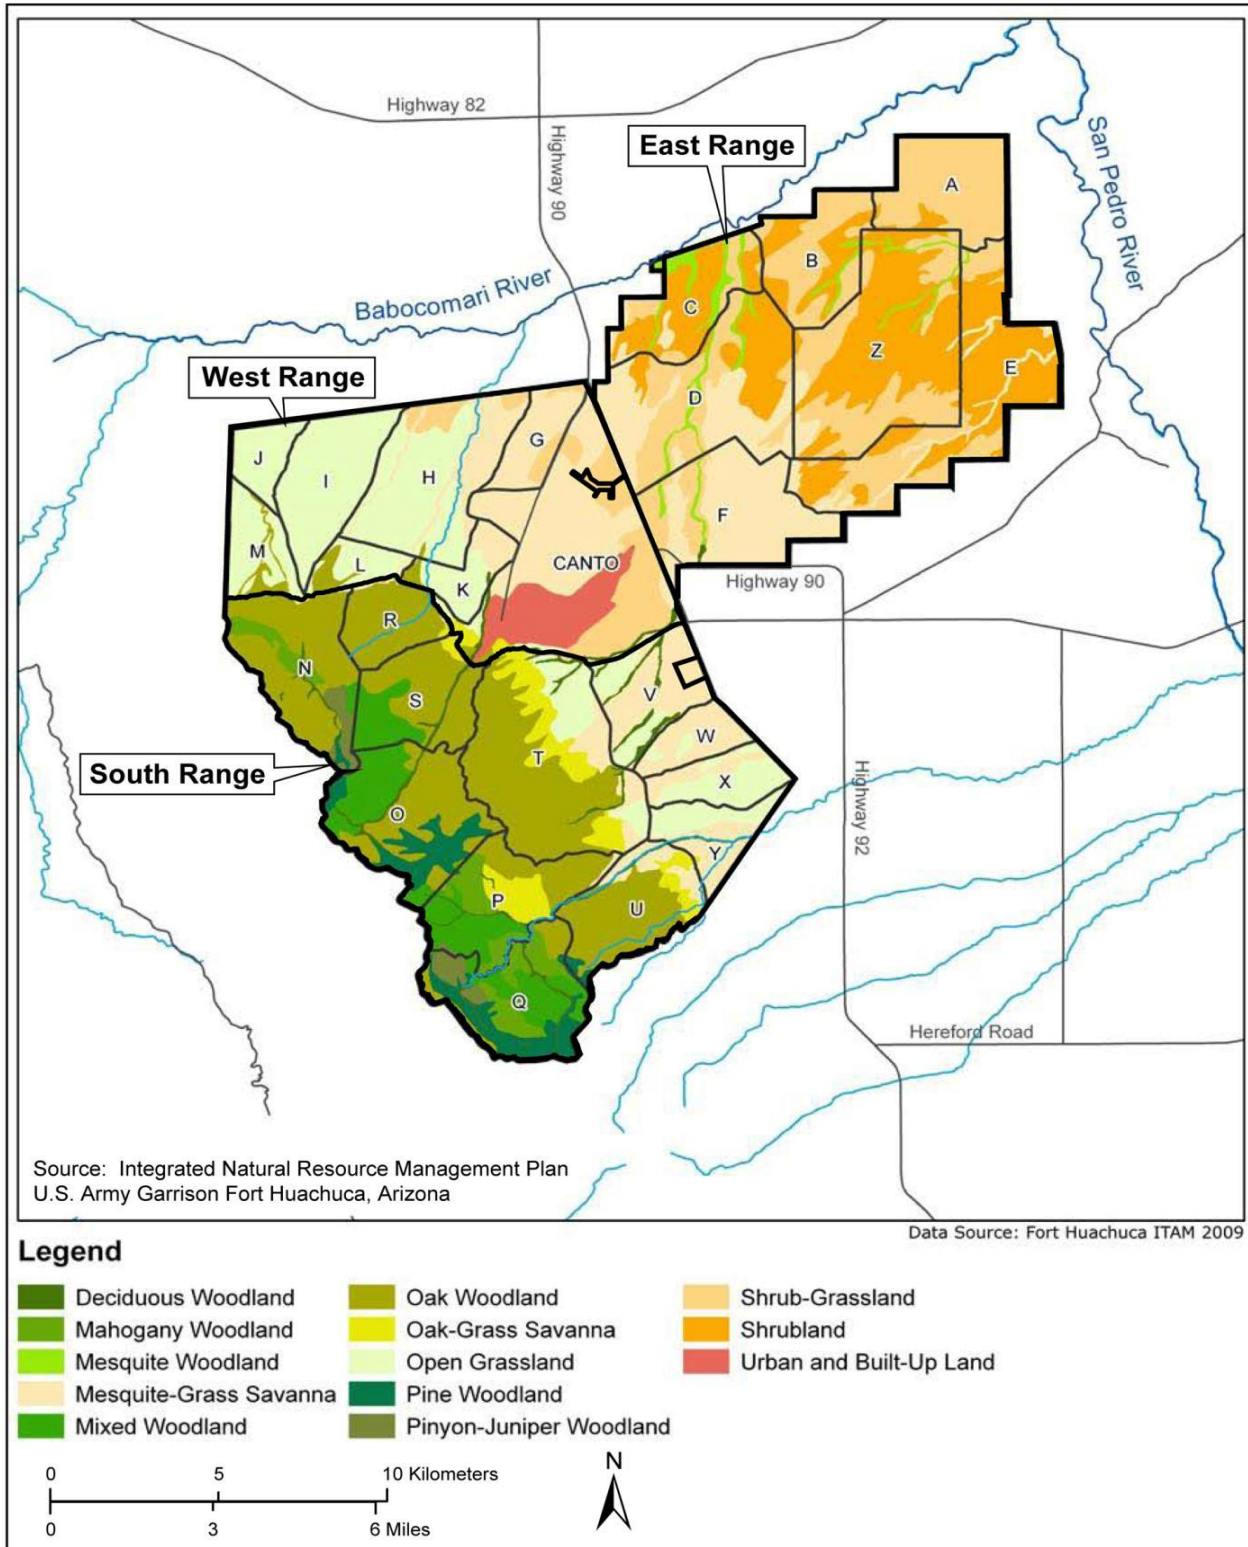 Highway 82
Highway 90
East Range
San Pedro River
A
B
Babocomari River
C
Z
E
West Range
D
G
J
I
H
F
M
L
CANTO
K
Highway 90
R
N
S
V
W
T
X
South Range
O
Highway 92
Y
P
U
Q
Hereford Road
Source: Integrated Natural Resource Management Plan
U.S. Army Garrison Fort Huachuca, Arizona
Data Source: Fort Huachuca ITAM 2009
Legend
Deciduous Woodland
Mahogany Woodland
Mesquite Woodland
Mesquite-Grass Savanna
Mixed Woodland
Oak Woodland
Oak-Grass Savanna
Open Grassland
Pine Woodland
Pinyon-Juniper Woodland
Shrub-Grassland
Shrubland
Urban and Built-Up Land
0 5 10 Kilometers
0 3 6 Miles
N